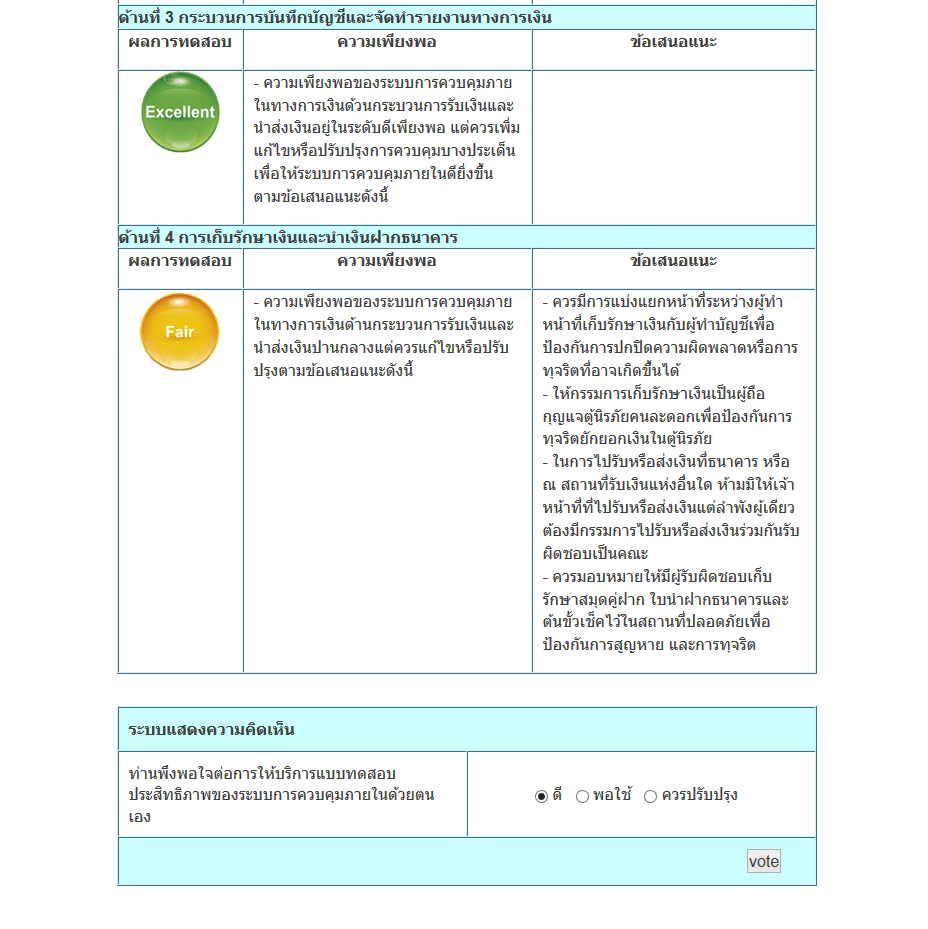 ด้านที่ 3 กระบวนการบันทึกบัญชีและจัดทำรายงานทางการเงิน
ผลการทดสอบ ความเพียงพอ ข้อเสนอแนะ
Excellent
- ความเพียงพอของระบบการควบคุมภาย
ในทางการเงินด้วนกระบวนการรับเงินและ
นำส่งเงินอยู่ในระดับดีเพียงพอ แต่ควรเพิ่ม
แก้ไขหรือปรับปรุงการควบคุมบางประเด็น
เพื่อให้ระบบการควบคุมภายในดียิ่งขึ้น
ตามข้อเสนอแนะดังนี้
ด้านที่ 4 การเก็บรักษาเงินและนำเงินฝากธนาคาร
ผลการทดสอบ ความเพียงพอ ข้อเสนอแนะ
Fair
- ความเพียงพอของระบบการควบคุมภาย
ในทางการเงินด้านกระบวนการรับเงินและ
นำส่งเงินปานกลางแต่ควรแก้ไขหรือปรับ
ปรุงตามข้อเสนอแนะดังนี้
- ควรมีการแบ่งแยกหน้าที่ระหว่างผู้ทำ
หน้าที่เก็บรักษาเงินกับผู้ทำบัญชีเพื่อ
ป้องกันการปกปิดความผิดพลาดหรือการ
ทุจริตที่อาจเกิดขึ้นได้
- ให้กรรมการเก็บรักษาเงินเป็นผู้ถือ
กุญแจตู้นิรภัยคนละดอกเพื่อป้องกันการ
ทุจริตยักยอกเงินในตู้นิรภัย
- ในการไปรับหรือส่งเงินที่ธนาคาร หรือ
ณ สถานที่รับเงินแห่งอื่นใด ห้ามมิให้เจ้า
หน้าที่ที่ไปรับหรือส่งเงินแต่ลำพังผู้เดียว
ต้องมีกรรมการไปรับหรือส่งเงินร่วมกันรับ
ผิดชอบเป็นคณะ
- ควรมอบหมายให้มีผู้รับผิดชอบเก็บ
รักษาสมุดคู่ฝาก ใบนำฝากธนาคารและ
ต้นขั้วเช็คไว้ในสถานที่ปลอดภัยเพื่อ
ป้องกันการสูญหาย และการทุจริต
ระบบแสดงความคิดเห็น
ท่านพึงพอใจต่อการให้บริการแบบทดสอบ
ประสิทธิภาพของระบบการควบคุมภายในด้วยตน
เอง
ดี พอใช้ ควรปรับปรุง
vote